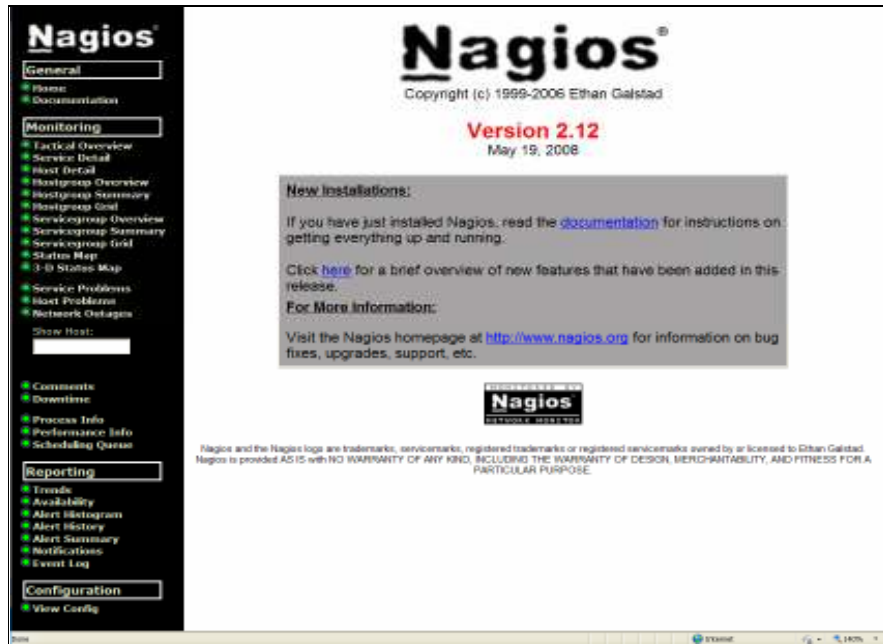 Nagios
General
Home
Documentation
Monitoring
Tactical Overview
Service Detail
Host Detail
Hostgroup Overview
Hostgroup Summary
Hostgroup Grid
Servicegroup Overview
Servicegroup Summary
Servicegroup Grid
Status Map
3-D Status Map
Service Problems
Host Problems
Network Outages
Show Host:
Comments
Downtime
Process Info
Performance Info
Scheduling Queue
Reporting
Trends
Availability
Alert Histogram
Alert History
Alert Summary
Notifications
Event Log
Configuration
View Config
Nagios®
Copyright (c) 1999-2006 Ethan Galstad
Version 2.12
May 19, 2008
New Installations:
If you have just installed Nagios, read the documentation for instructions on
getting everything up and running.
Click here for a brief overview of new features that have been added in this
release.
For More Information:
Visit the Nagios homepage at http://www.nagios.org for information on bug
fixes, upgrades, support, etc.
MONITORED BY
Nagios
NETWORK MONITOR
Nagios and the Nagios logo are trademarks, servicemarks, registered trademarks or registered servicemarks owned by or licensed to Ethan Galstad.
Nagios is provided AS IS with NO WARRANTY OF ANY KIND, INCLUDING THE WARRANTY OF DESIGN, MERCHANTABILITY, AND FITNESS FOR A
PARTICULAR PURPOSE.
Done
Internet
140%